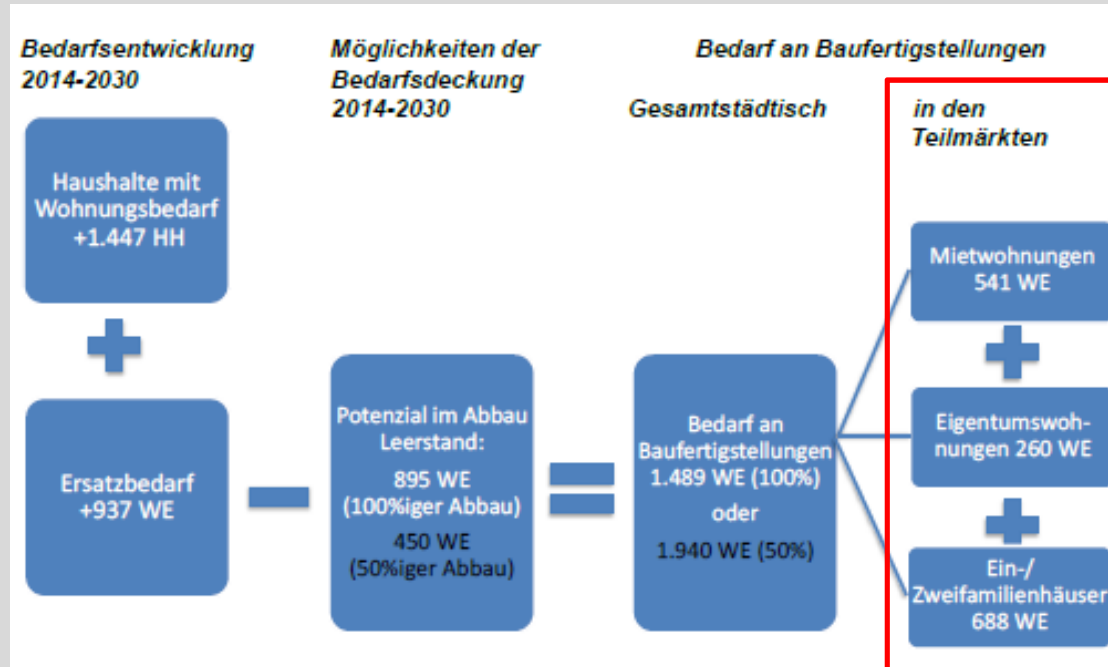 Bedarfsentwicklung
2014-2030
Möglichkeiten der
Bedarfsdeckung
2014-2030
Bedarf an Baufertigstellungen
Gesamtstädtisch
in den
Teilmärkten
Haushalte mit
Wohnungsbedarf
+1.447 HH
Ersatzbedarf
+937 WE
Potenzial im Abbau
Leerstand:
895 WE
(100%iger Abbau)
450 WE
(50%iger Abbau)
Bedarf an
Baufertigstellungen
1.489 WE (100%)
oder
1.940 WE (50%)
Mietwohnungen
541 WE
Eigentumswoh-
nungen 260 WE
Ein-/
Zweifamilienhäuser
688 WE